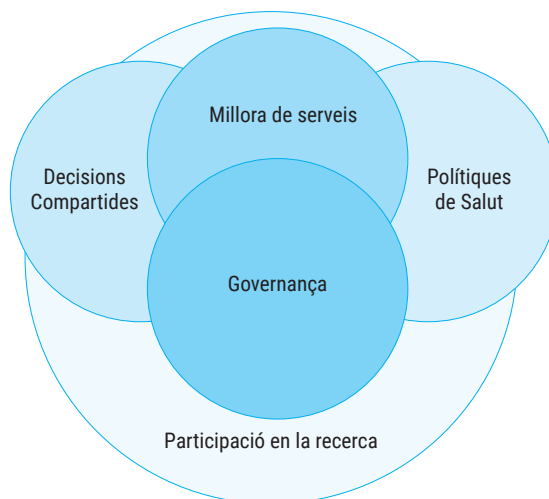 Millora de serveis
Decisions
Compartides
Polítiques
de Salut
Governança
Participació en la recerca